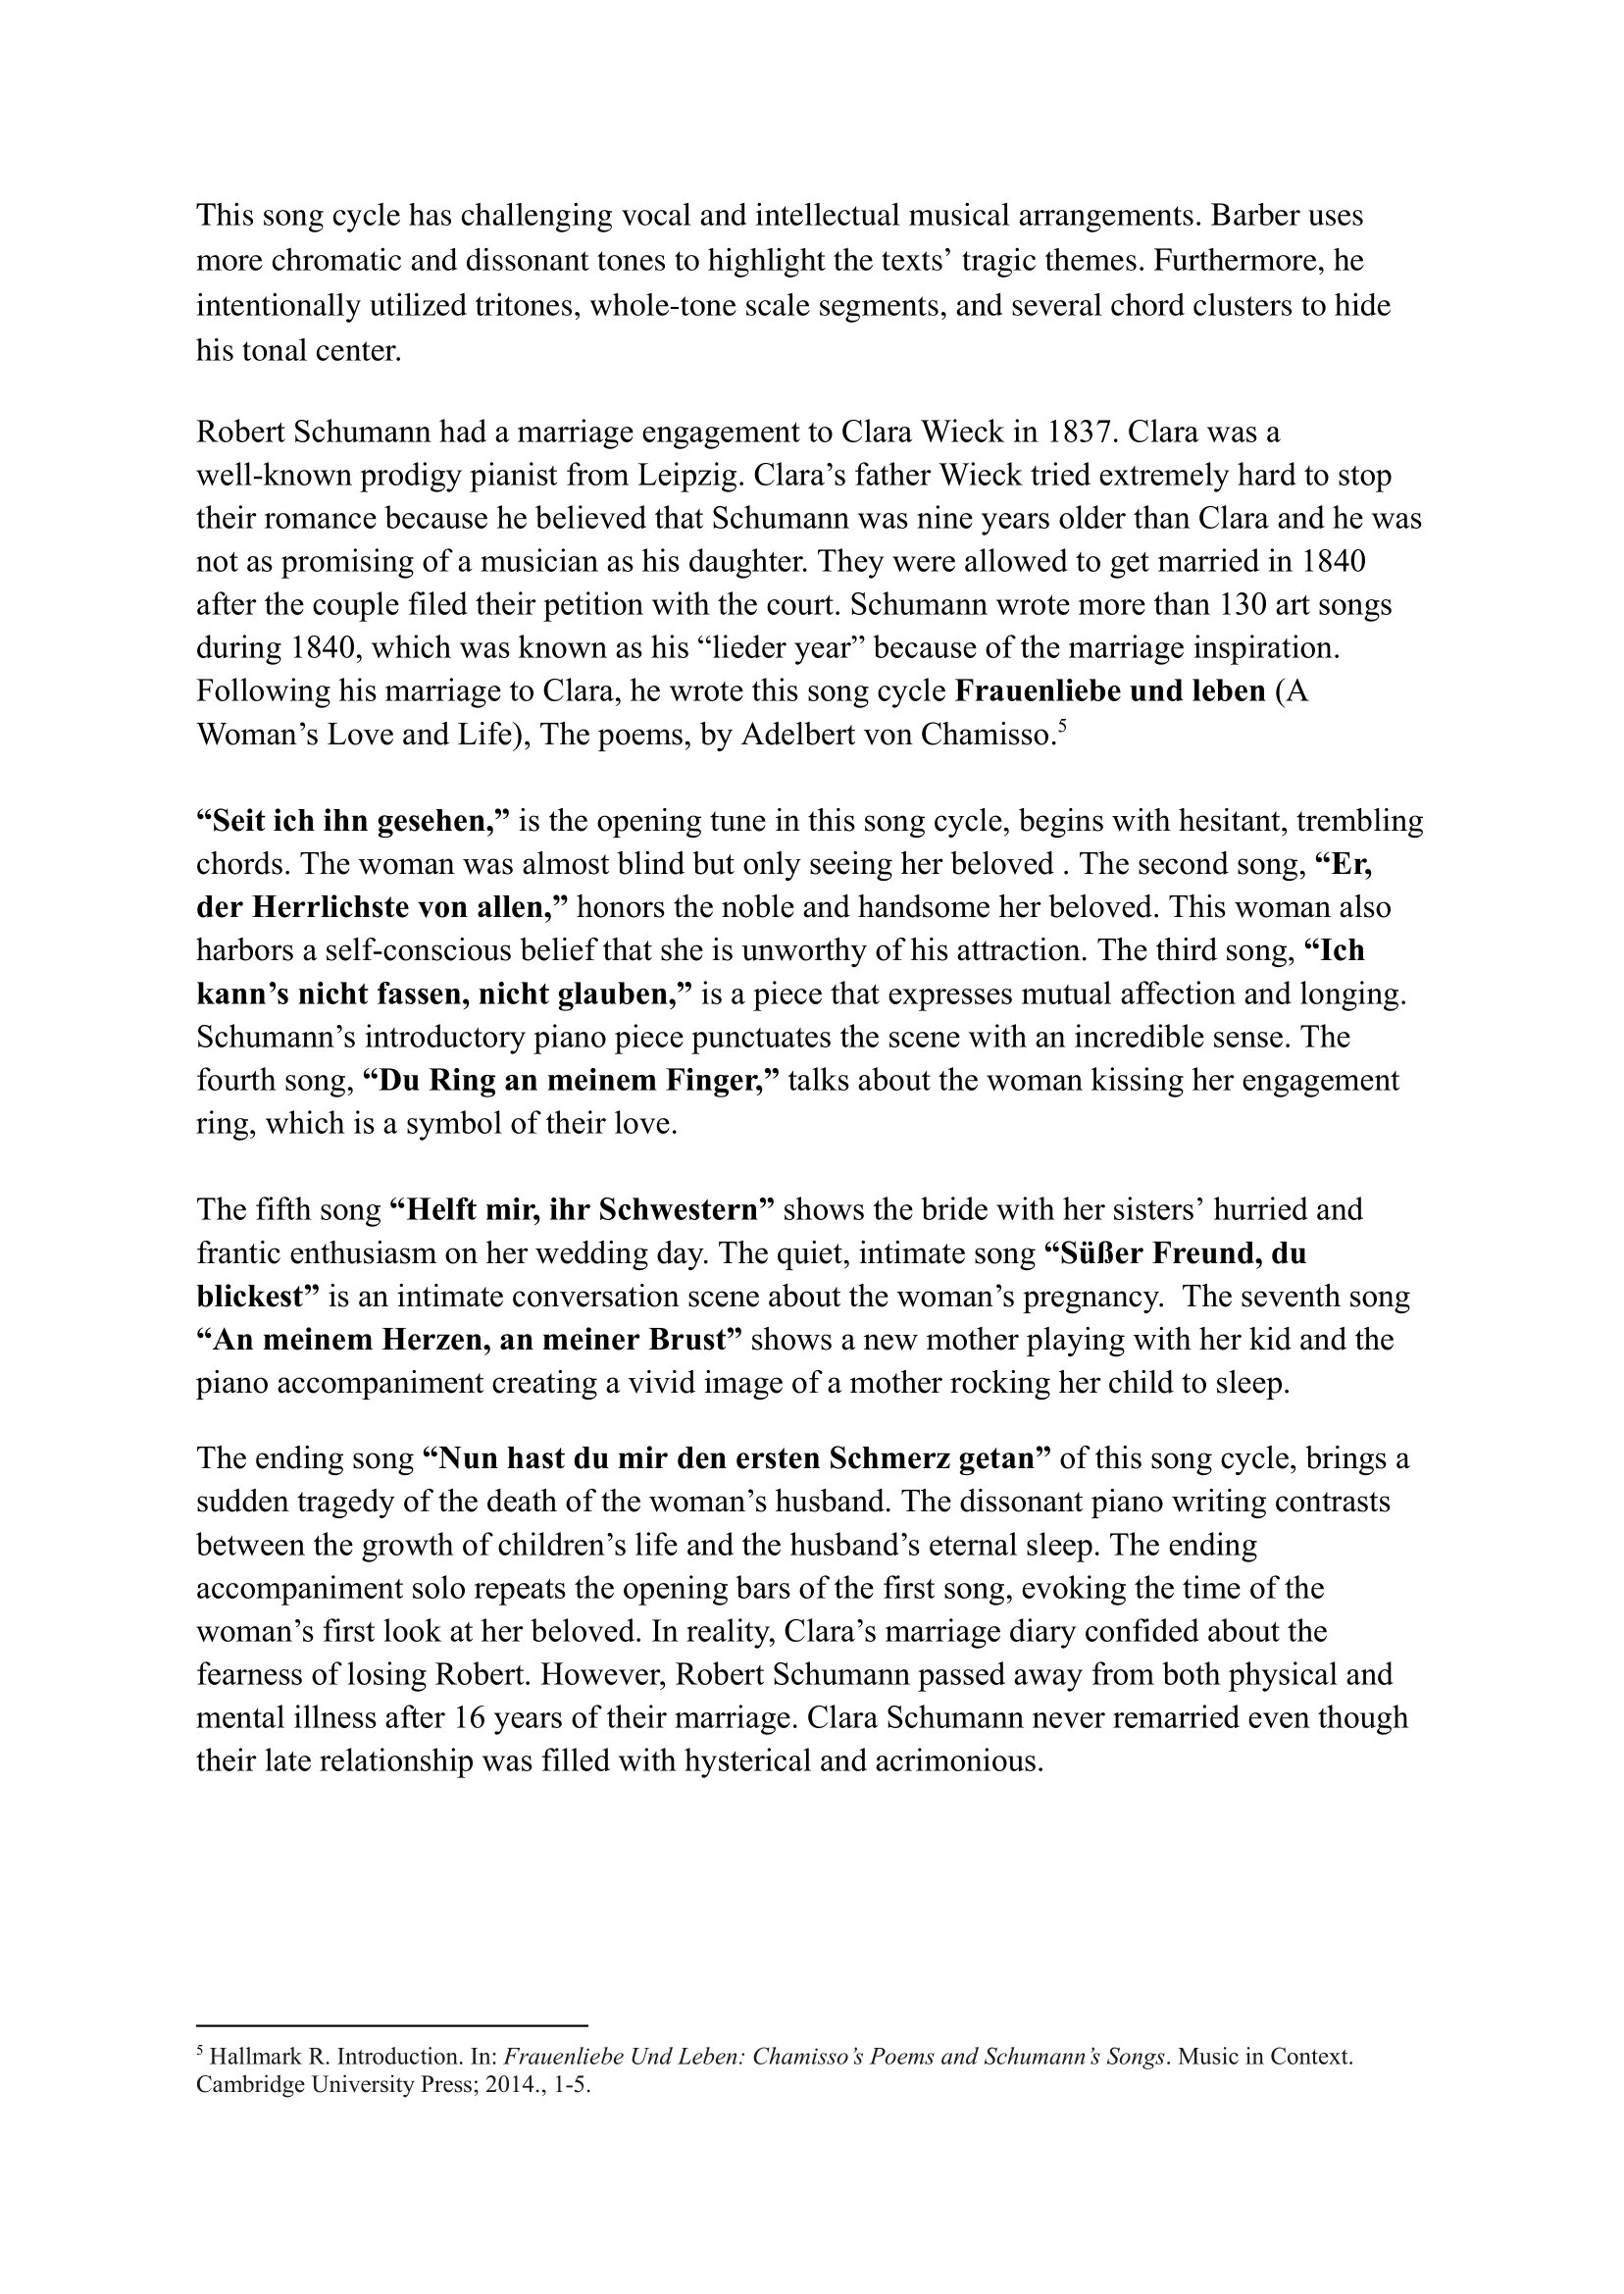 This song cycle has challenging vocal and intellectual musical arrangements. Barber uses
more chromatic and dissonant tones to highlight the texts’ tragic themes. Furthermore, he
intentionally utilized tritones, whole-tone scale segments, and several chord clusters to hide
his tonal center.
Robert Schumann had a marriage engagement to Clara Wieck in 1837. Clara was a
well-known prodigy pianist from Leipzig. Clara’s father Wieck tried extremely hard to stop
their romance because he believed that Schumann was nine years older than Clara and he was
not as promising of a musician as his daughter. They were allowed to get married in 1840
after the couple filed their petition with the court. Schumann wrote more than 130 art songs
during 1840, which was known as his “lieder year” because of the marriage inspiration.
Following his marriage to Clara, he wrote this song cycle Frauenliebe und leben (A
Woman’s Love and Life), The poems, by Adelbert von Chamisso.5
“Seit ich ihn gesehen,” is the opening tune in this song cycle, begins with hesitant, trembling
chords. The woman was almost blind but only seeing her beloved . The second song, “Er,
der Herrlichste von allen,” honors the noble and handsome her beloved. This woman also
harbors a self-conscious belief that she is unworthy of his attraction. The third song, “Ich
kann’s nicht fassen, nicht glauben,” is a piece that expresses mutual affection and longing.
Schumann’s introductory piano piece punctuates the scene with an incredible sense. The
fourth song, “Du Ring an meinem Finger,” talks about the woman kissing her engagement
ring, which is a symbol of their love.
The fifth song “Helft mir, ihr Schwestern” shows the bride with her sisters’ hurried and
frantic enthusiasm on her wedding day. The quiet, intimate song “Süßer Freund, du
blickest” is an intimate conversation scene about the woman’s pregnancy.  The seventh song
“An meinem Herzen, an meiner Brust” shows a new mother playing with her kid and the
piano accompaniment creating a vivid image of a mother rocking her child to sleep.
The ending song “Nun hast du mir den ersten Schmerz getan” of this song cycle, brings a
sudden tragedy of the death of the woman’s husband. The dissonant piano writing contrasts
between the growth of children’s life and the husband’s eternal sleep. The ending
accompaniment solo repeats the opening bars of the first song, evoking the time of the
woman’s first look at her beloved. In reality, Clara’s marriage diary confided about the
fearness of losing Robert. However, Robert Schumann passed away from both physical and
mental illness after 16 years of their marriage. Clara Schumann never remarried even though
their late relationship was filled with hysterical and acrimonious.
5 Hallmark R. Introduction. In: Frauenliebe Und Leben: Chamisso’s Poems and Schumann’s Songs. Music in Context.
Cambridge University Press; 2014., 1-5.